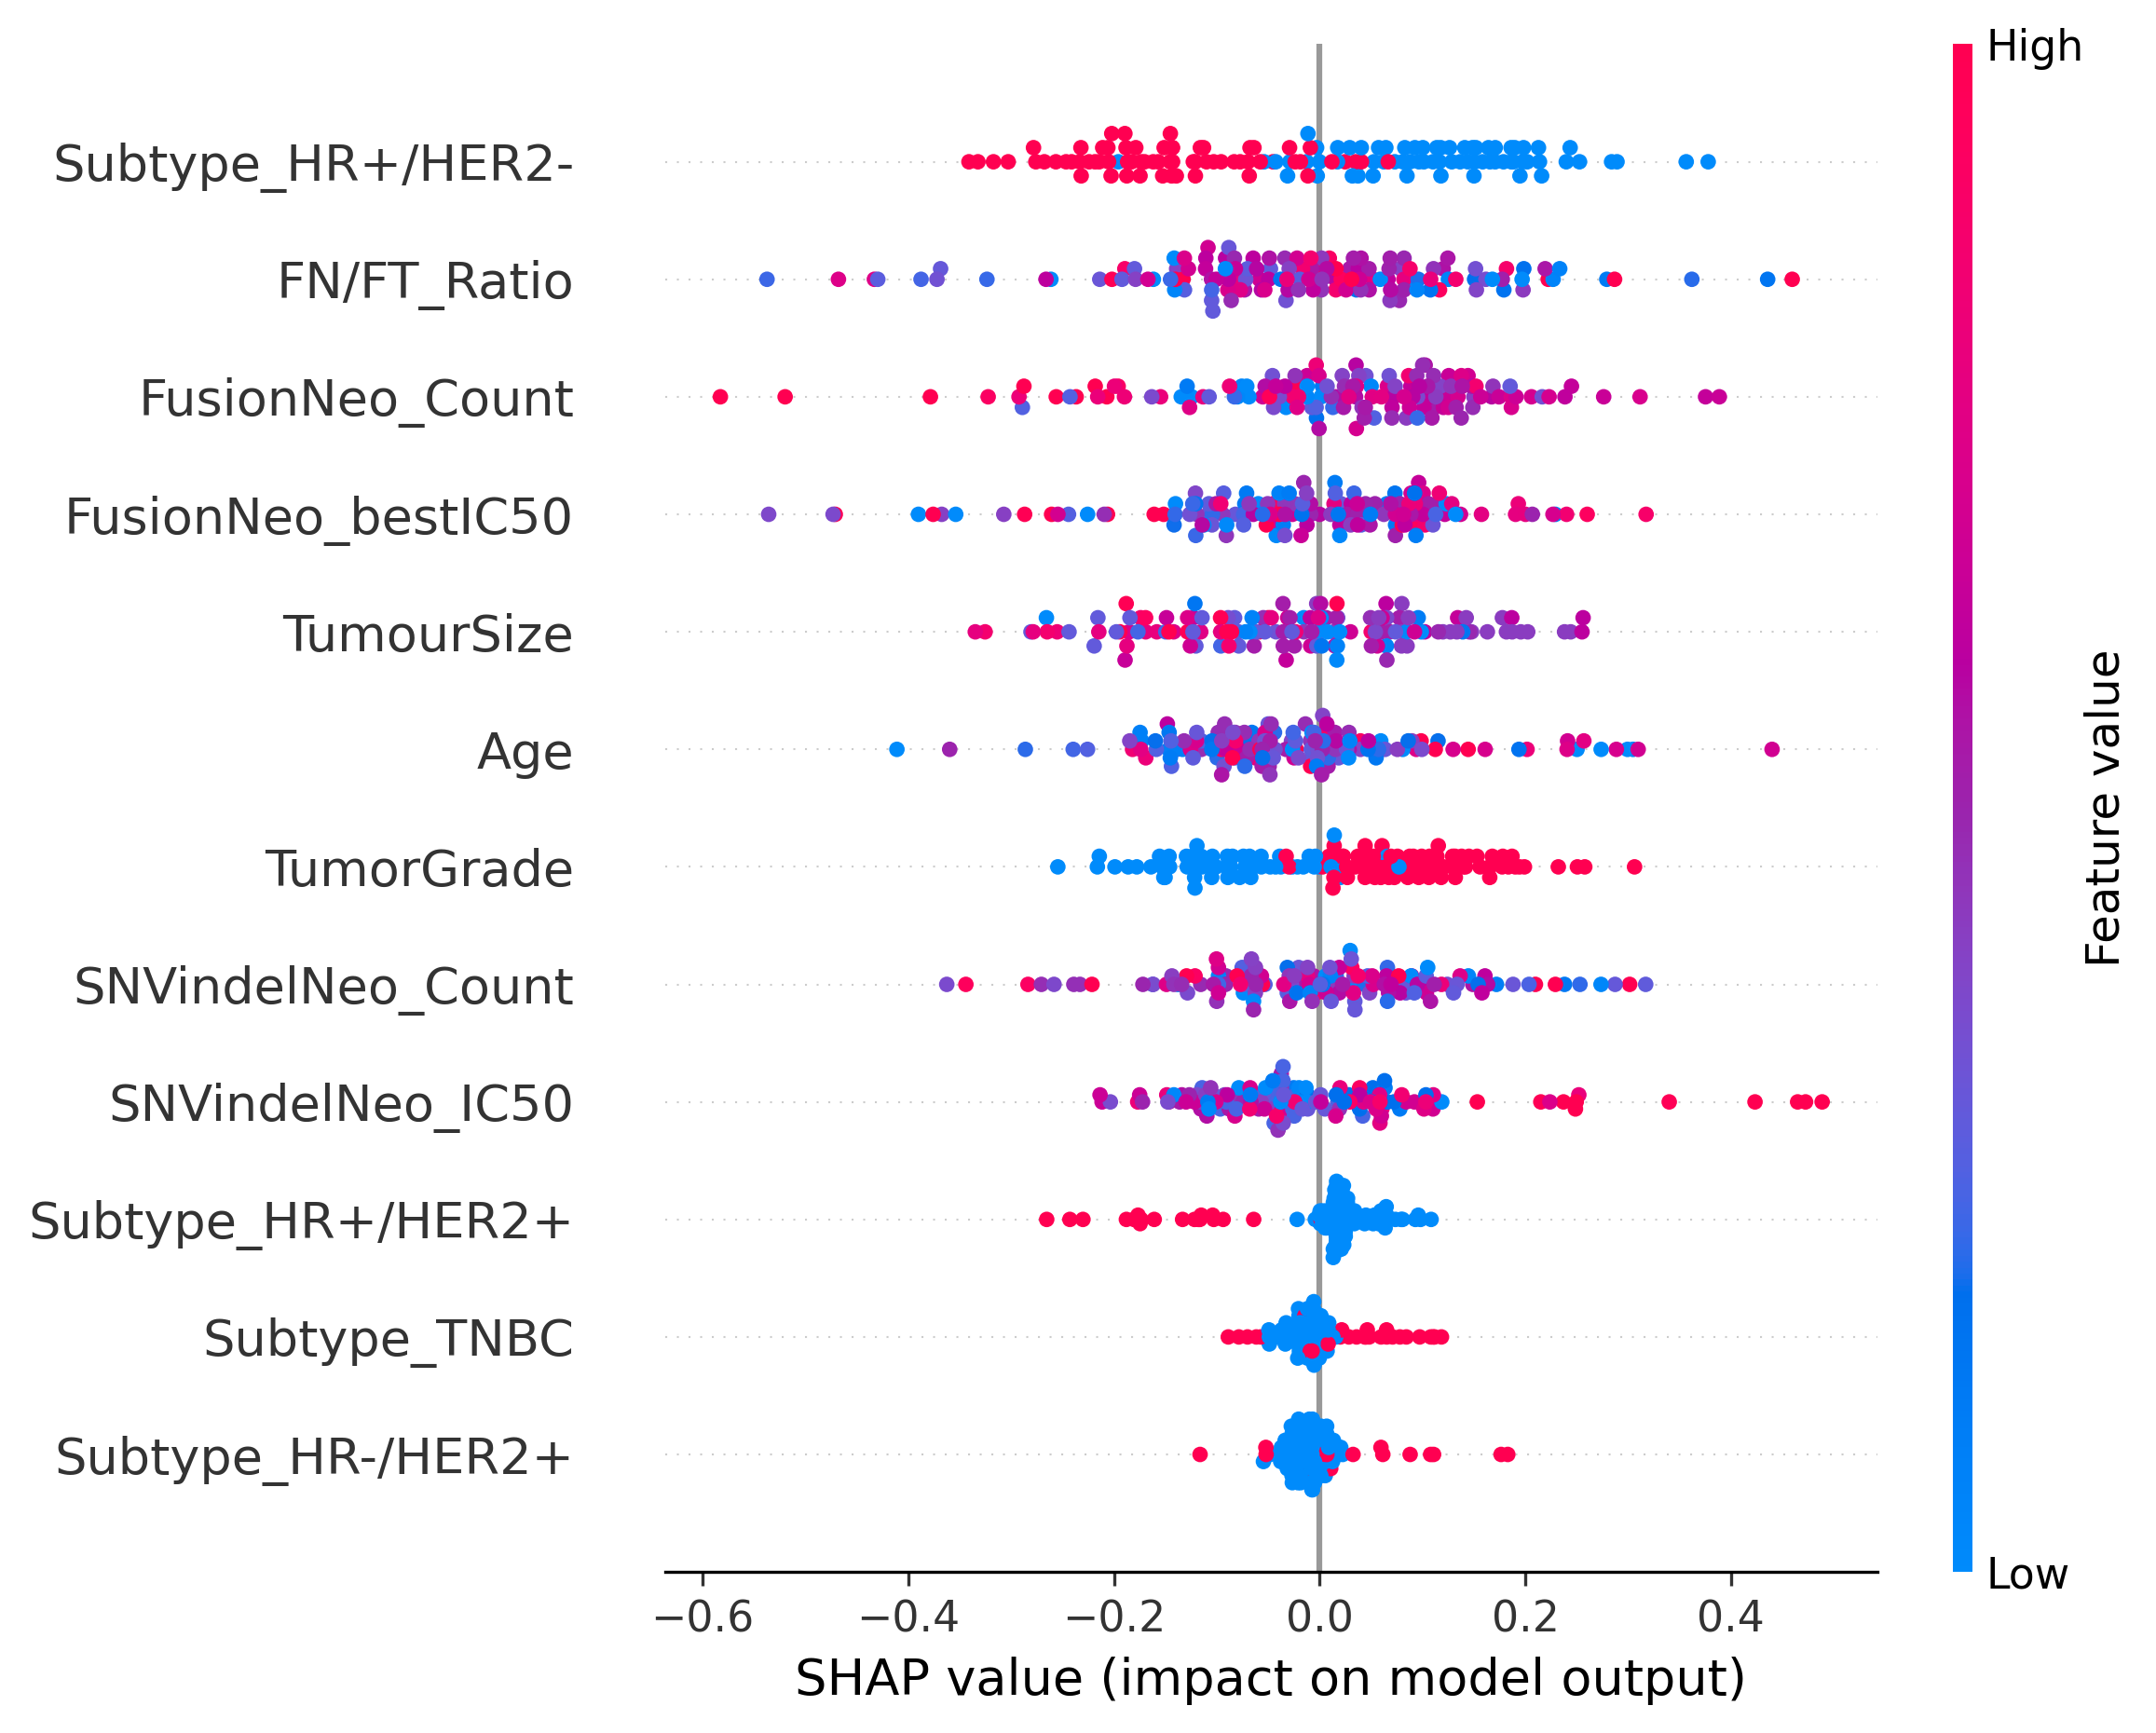 High
Subtype_HR+/HER2-
FN/FT_Ratio
FusionNeo_Count
FusionNeo_bestIC50
TumourSize
Age
TumorGrade
SNVindelNeo_Count
SNVindelNeo_IC50
Subtype_HR+/HER2+
Subtype_TNBC
Subtype_HR-/HER2+
Feature value
Low
−0.6 −0.4 −0.2 0.0 0.2 0.4
SHAP value (impact on model output)